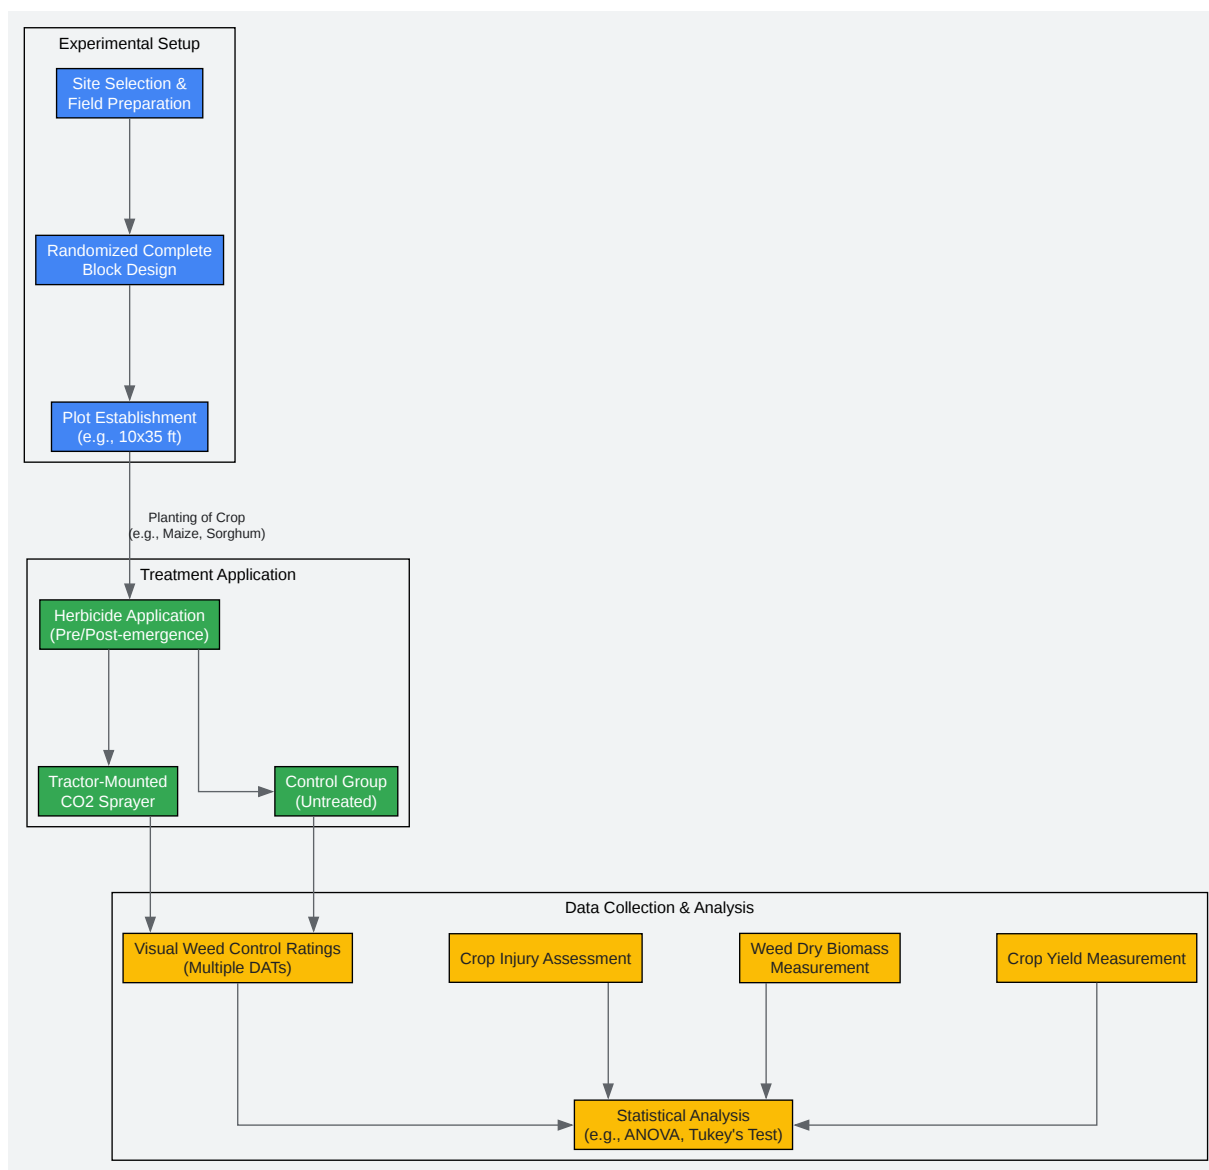 Experimental Setup
Site Selection &
Field Preparation
Randomized Complete
Block Design
Plot Establishment
(e.g., 10x35 ft)
Planting of Crop
(e.g., Maize, Sorghum)
Treatment Application
Herbicide Application
(Pre/Post-emergence)
Tractor-Mounted
CO2 Sprayer
Control Group
(Untreated)
Data Collection & Analysis
Visual Weed Control Ratings
(Multiple DATs)
Crop Injury Assessment
Weed Dry Biomass
Measurement
Crop Yield Measurement
Statistical Analysis
(e.g., ANOVA, Tukey's Test)